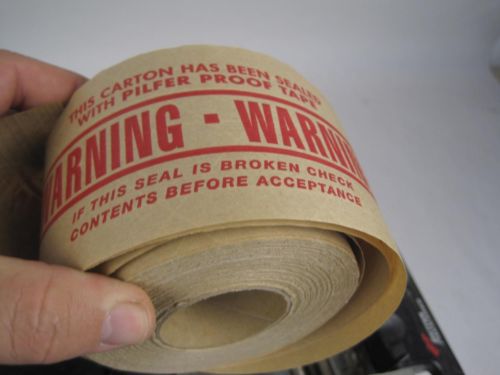 THIS CARTON HAS BEEN SEALED
WITH PILFER PROOF TAPE
WARNING - WARNING
IF THIS SEAL IS BROKEN CHECK
CONTENTS BEFORE ACCEPTANCE